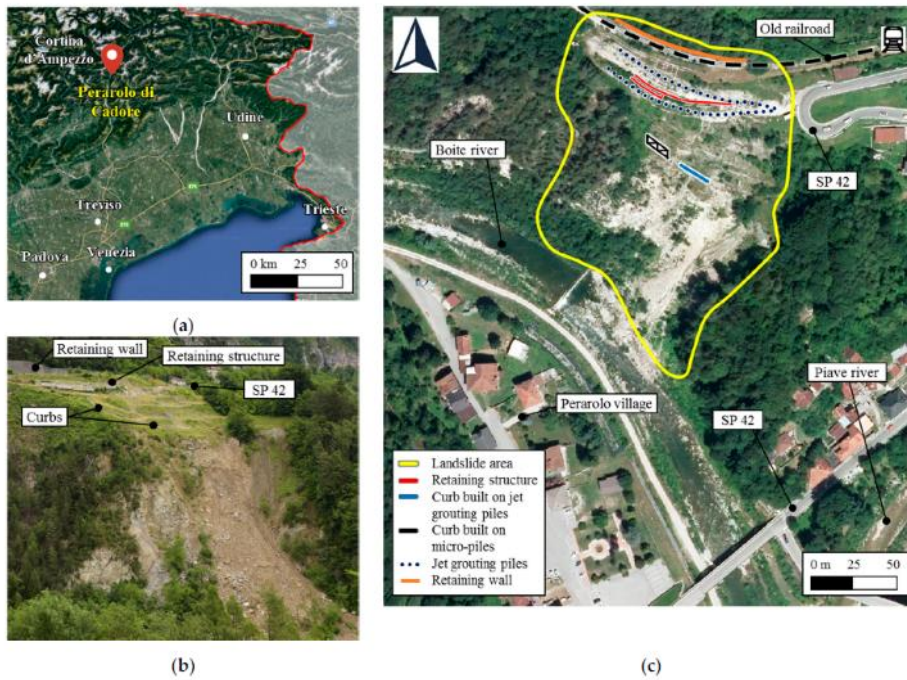 Cortina
d'Ampezzo
Perarolo di
Cadore
Udine
Treviso
Trieste
Padova
Venezia
0 km 25 50
(a)
Retaining wall
Retaining structure
SP 42
Curbs
(b)
Old railroad
Boite river
SP 42
Piave river
Perarolo village
SP 42
Landslide area
Retaining structure
Curb built on jet
grouting piles
Curb built on
micro-piles
Jet grouting piles
Retaining wall
0 m 25 50
(c)